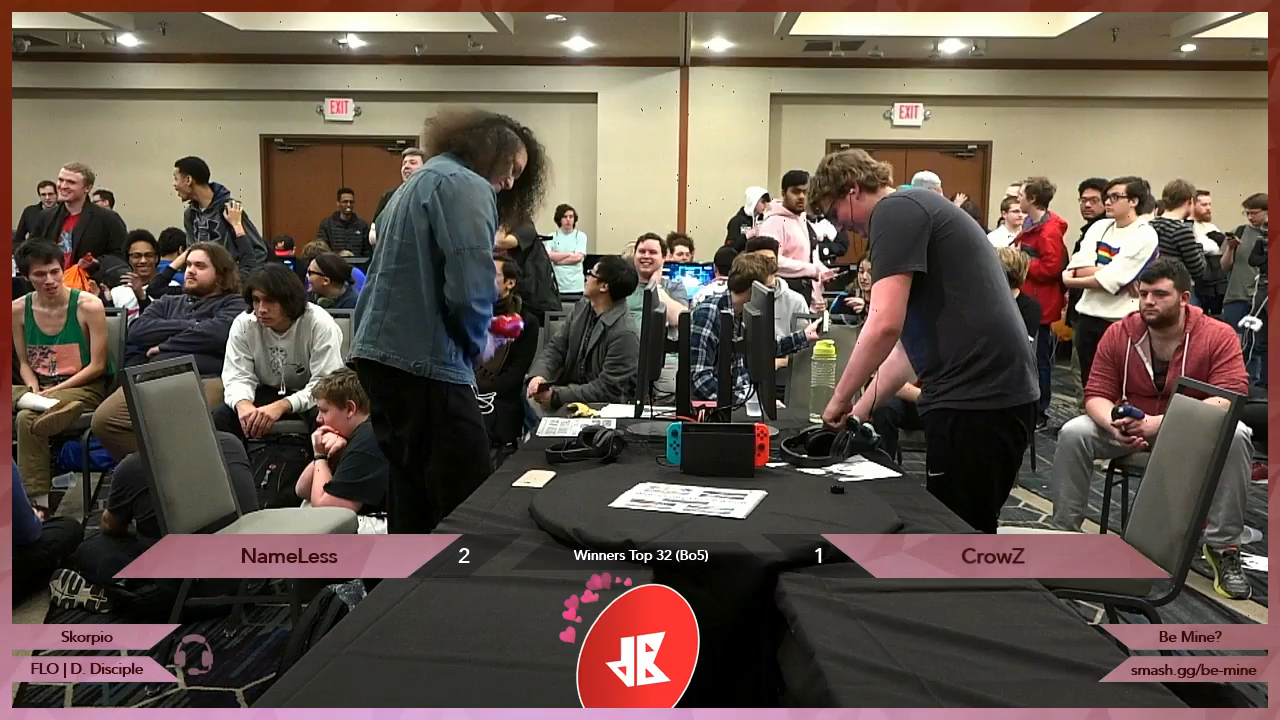 EXIT
EXIT
NameLess
2
Winners Top 32 (Bo5)
1
CrowZ
Skorpio
FLO | D. Disciple
Be Mine?
smash.gg/be-mine